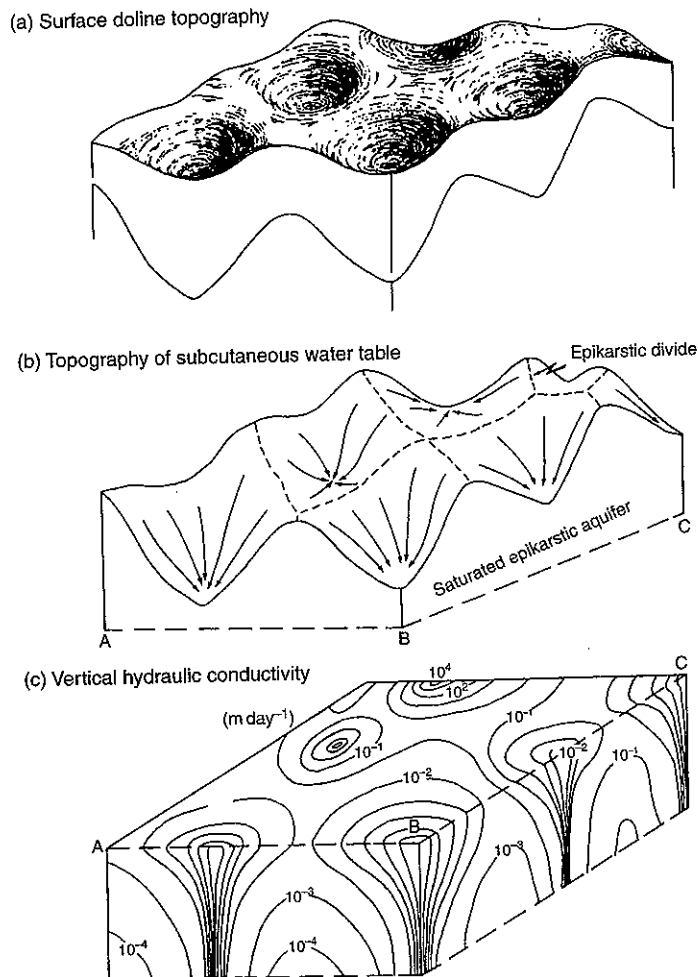 (a) Surface doline topography
(b) Topography of subcutaneous water table
Epikarstic divide
Saturated epikarstic aquifer
A
B
C
(c) Vertical hydraulic conductivity
(m day⁻¹)
10⁴
10²
10⁻¹
10⁻¹
10⁻²
10⁻²
10⁻¹
10⁻³
10⁻³
10⁻⁴
10⁻⁴
A
B
C